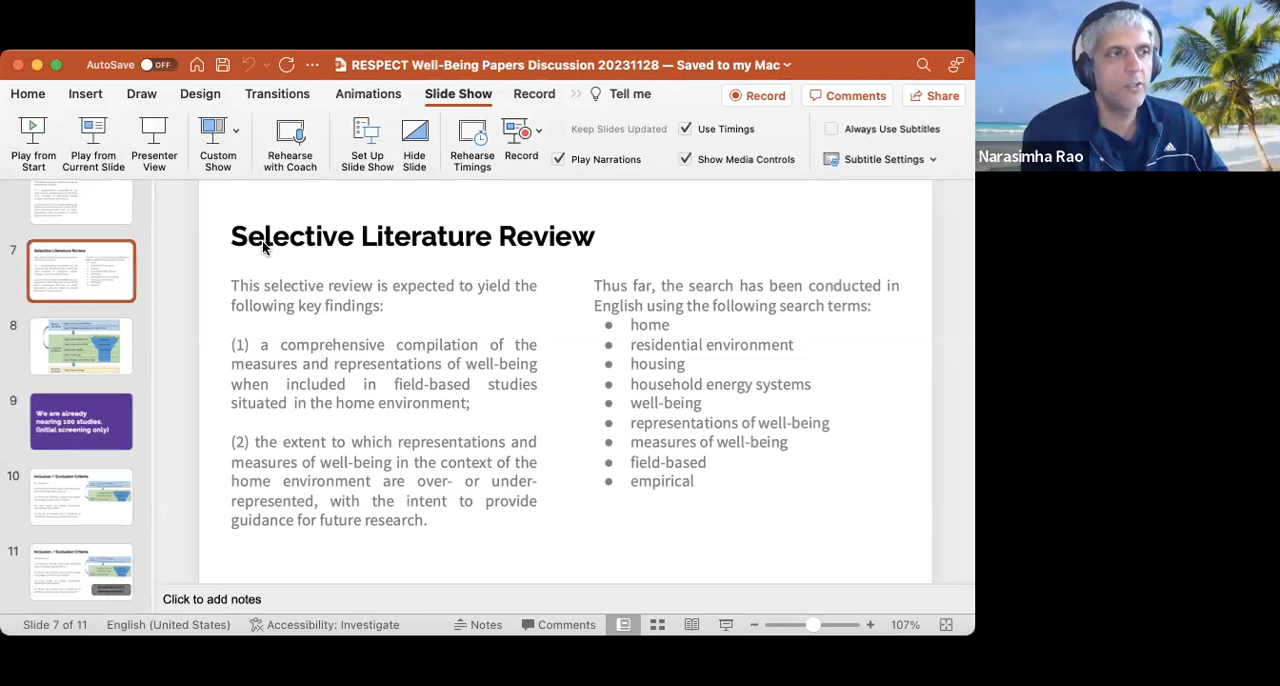 AutoSave OFF
RESPECT Well-Being Papers Discussion 20231128 — Saved to my Mac
Home Insert Draw Design Transitions Animations Slide Show Record Tell me
Record Comments Share
Play from Start
Play from Current Slide
Presenter View
Custom Show
Rehearse with Coach
Set Up Slide Show
Hide Slide
Rehearse Timings
Record
Keep Slides Updated
Use Timings
Play Narrations
Show Media Controls
Always Use Subtitles
Subtitle Settings
Narasimha Rao
7
Selective Literature Review
8
9
We are already
nearing 100 studies.
(initial screening only)
10
Inclusion / Exclusion Criteria
11
Inclusion / Exclusion Criteria
Selective Literature Review
This selective review is expected to yield the
following key findings:
(1) a comprehensive compilation of the
measures and representations of well-being
when included in field-based studies
situated in the home environment;
(2) the extent to which representations and
measures of well-being in the context of the
home environment are over- or under-
represented, with the intent to provide
guidance for future research.
Thus far, the search has been conducted in
English using the following search terms:
● home
● residential environment
● housing
● household energy systems
● well-being
● representations of well-being
● measures of well-being
● field-based
● empirical
Click to add notes
Slide 7 of 11 English (United States) Accessibility: Investigate Notes Comments 107%